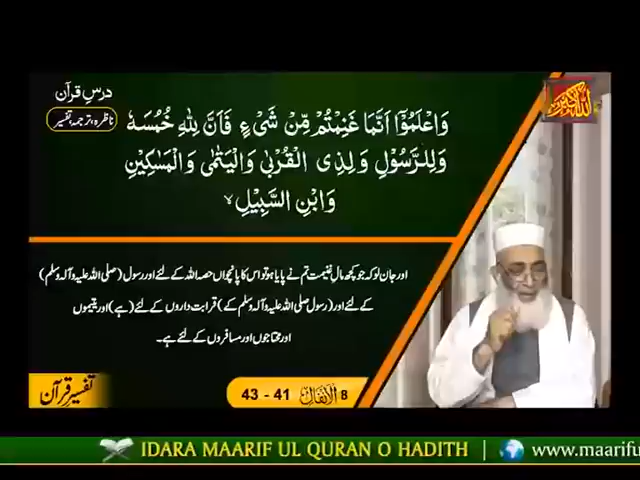 درسِ قرآن
ناظرہ، ترجمہ، تفسیر
وَاعْلَمُوْٓا اَنَّمَا غَنِمْتُمْ مِّنْ شَیْءٍ فَاَنَّ لِلّٰهِ خُمُسَهٗ
وَ لِلرَّسُوْلِ وَ لِذِی الْقُرْبٰی وَ الْیَتٰمٰی وَ الْمَسٰكِیْنِ
وَ ابْنِ السَّبِیْلِ ۙ
اور جان لو کہ جو کچھ مالِ غنیمت تم نے پایا ہو تو اس کا پانچواں حصہ اللہ کے لئے اور رسول (صلی اللہ علیہ وآلہ وسلم)
کے لئے اور (رسول صلی اللہ علیہ وآلہ وسلم کے) قرابت داروں کے لئے (ہے) اور یتیموں
اور محتاجوں اور مسافروں کے لئے ہے۔
تفسیرِ قرآن
8 الأنفال 41 - 43
IDARA MAARIF UL QURAN O HADITH | www.maarifu